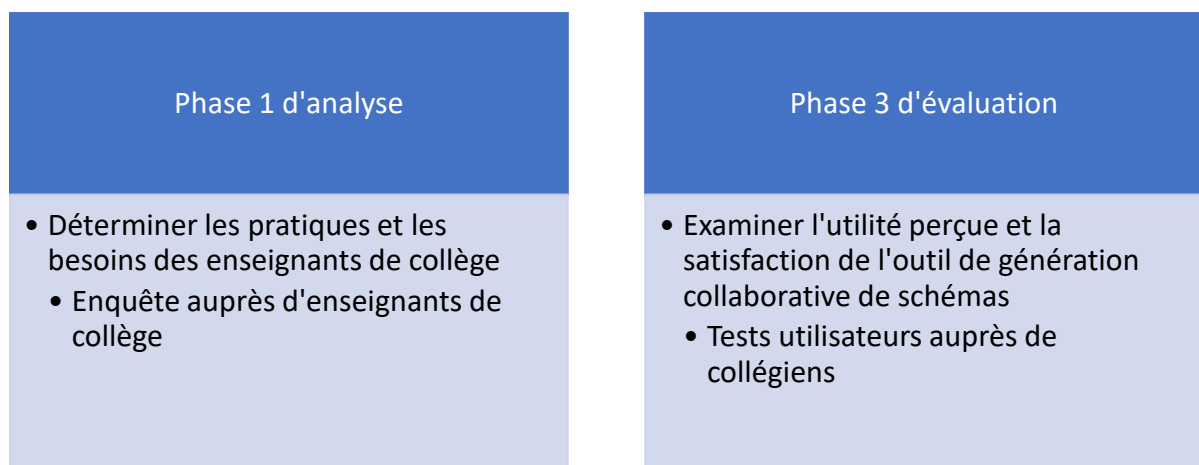 Phase 1 d'analyse
• Déterminer les pratiques et les
besoins des enseignants de collège
• Enquête auprès d'enseignants de
collège
Phase 3 d'évaluation
• Examiner l'utilité perçue et la
satisfaction de l'outil de génération
collaborative de schémas
• Tests utilisateurs auprès de
collégiens